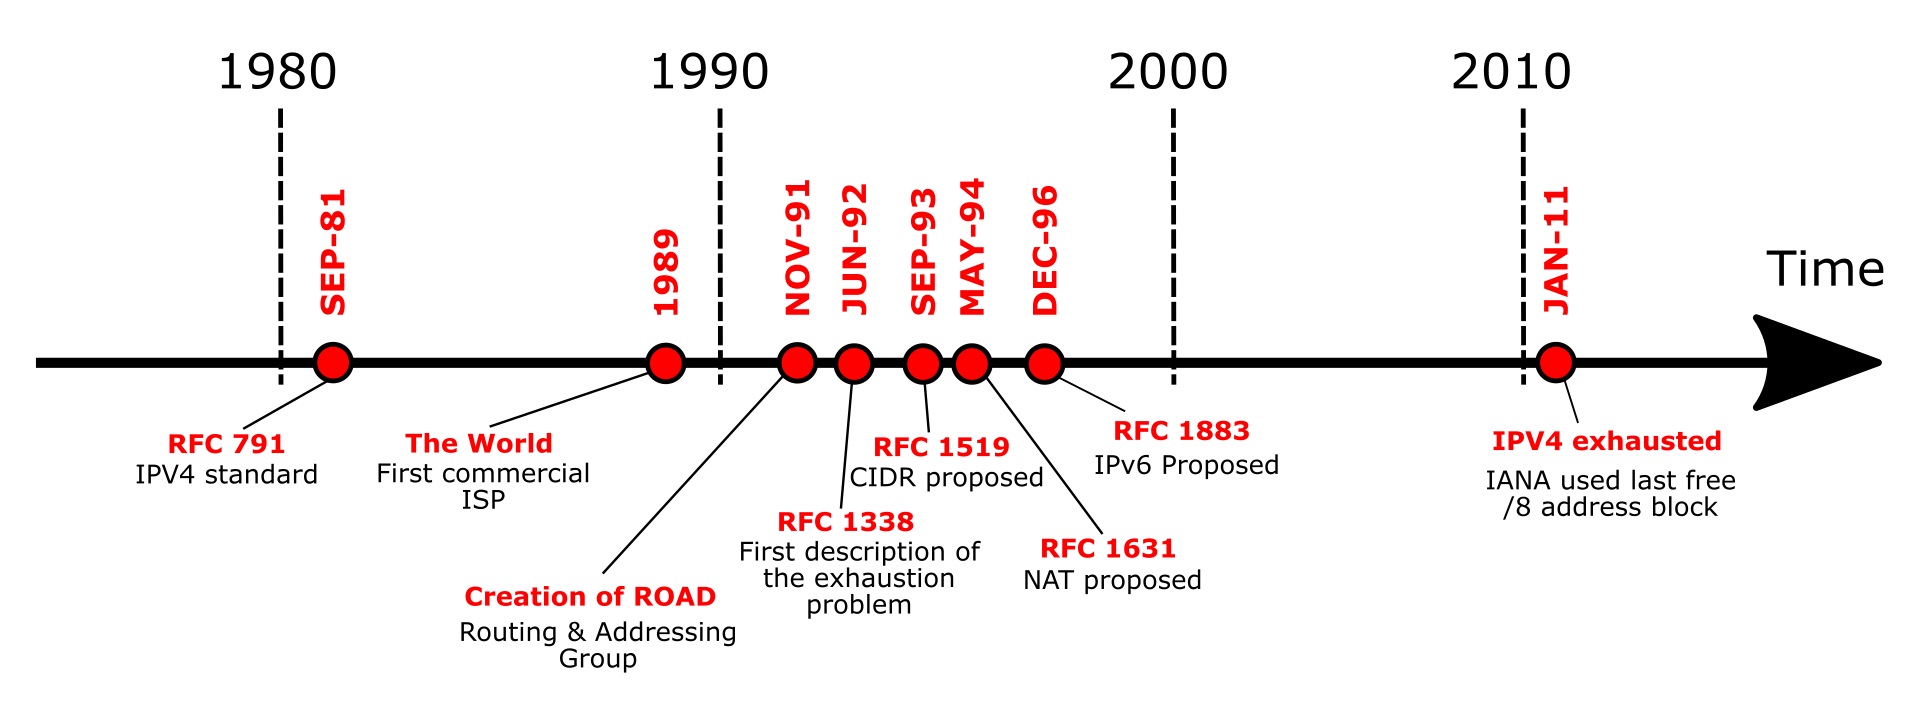 1980
1990
2000
2010
SEP-81
1989
NOV-91
JUN-92
SEP-93
MAY-94
DEC-96
JAN-11
Time
RFC 791
IPV4 standard
The World
First commercial
ISP
Creation of ROAD
Routing & Addressing
Group
RFC 1338
First description of
the exhaustion
problem
RFC 1519
CIDR proposed
RFC 1631
NAT proposed
RFC 1883
IPv6 Proposed
IPV4 exhausted
IANA used last free
/8 address block